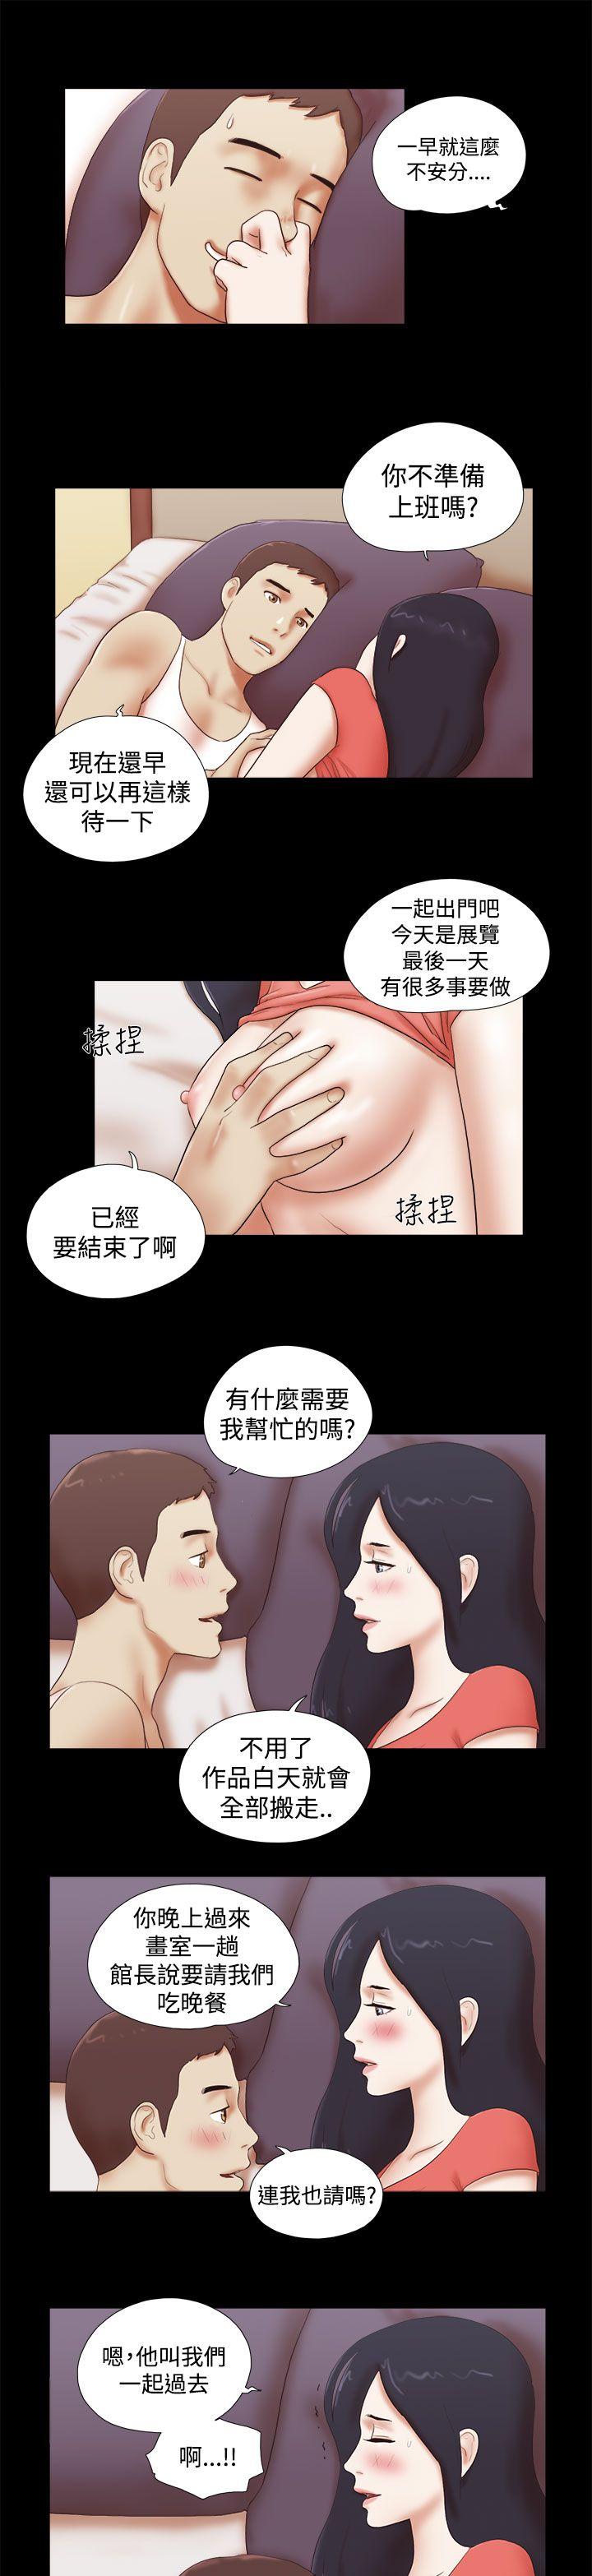 一早就這麼
不安分....
你不準備
上班嗎?
現在還早
還可以再這樣
待一下
一起出門吧
今天是展覽
最後一天
有很多事要做
揉捏
揉捏
已經
要結束了啊
有什麼需要
我幫忙的嗎?
不用了
作品白天就會
全部搬走..
你晚上過來
畫室一趟
館長說要請我們
吃晚餐
連我也請嗎?
嗯,他叫我們
一起過去
啊...!!